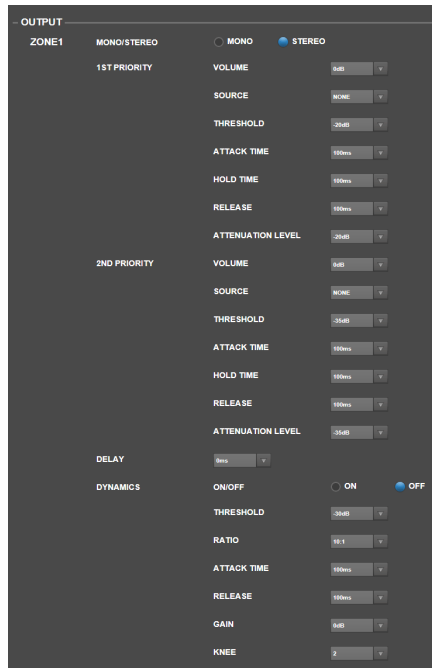 OUTPUT
ZONE1 MONO/STEREO MONO STEREO
1ST PRIORITY VOLUME 0dB
SOURCE NONE
THRESHOLD -20dB
ATTACK TIME 100ms
HOLD TIME 100ms
RELEASE 100ms
ATTENUATION LEVEL -20dB
2ND PRIORITY VOLUME 0dB
SOURCE NONE
THRESHOLD -35dB
ATTACK TIME 100ms
HOLD TIME 100ms
RELEASE 100ms
ATTENUATION LEVEL -35dB
DELAY 0ms
DYNAMICS ON/OFF ON OFF
THRESHOLD -30dB
RATIO 10:1
ATTACK TIME 100ms
RELEASE 100ms
GAIN 0dB
KNEE 2